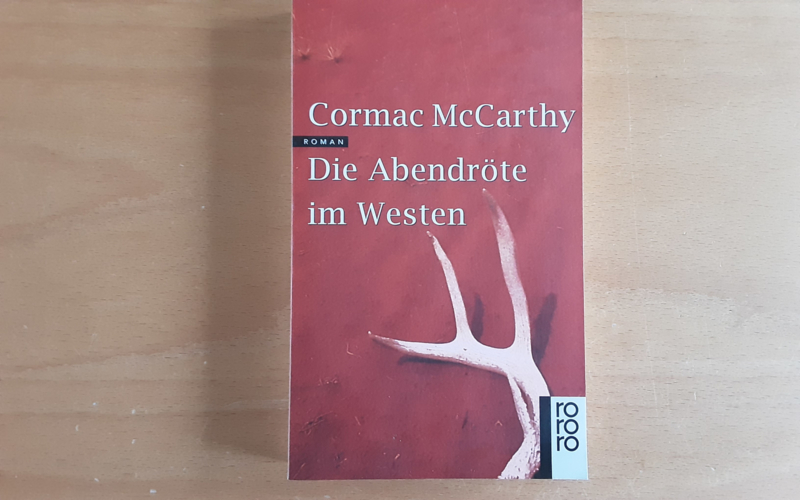 Cormac McCarthy
ROMAN
Die Abendröte
im Westen
ro
ro
ro